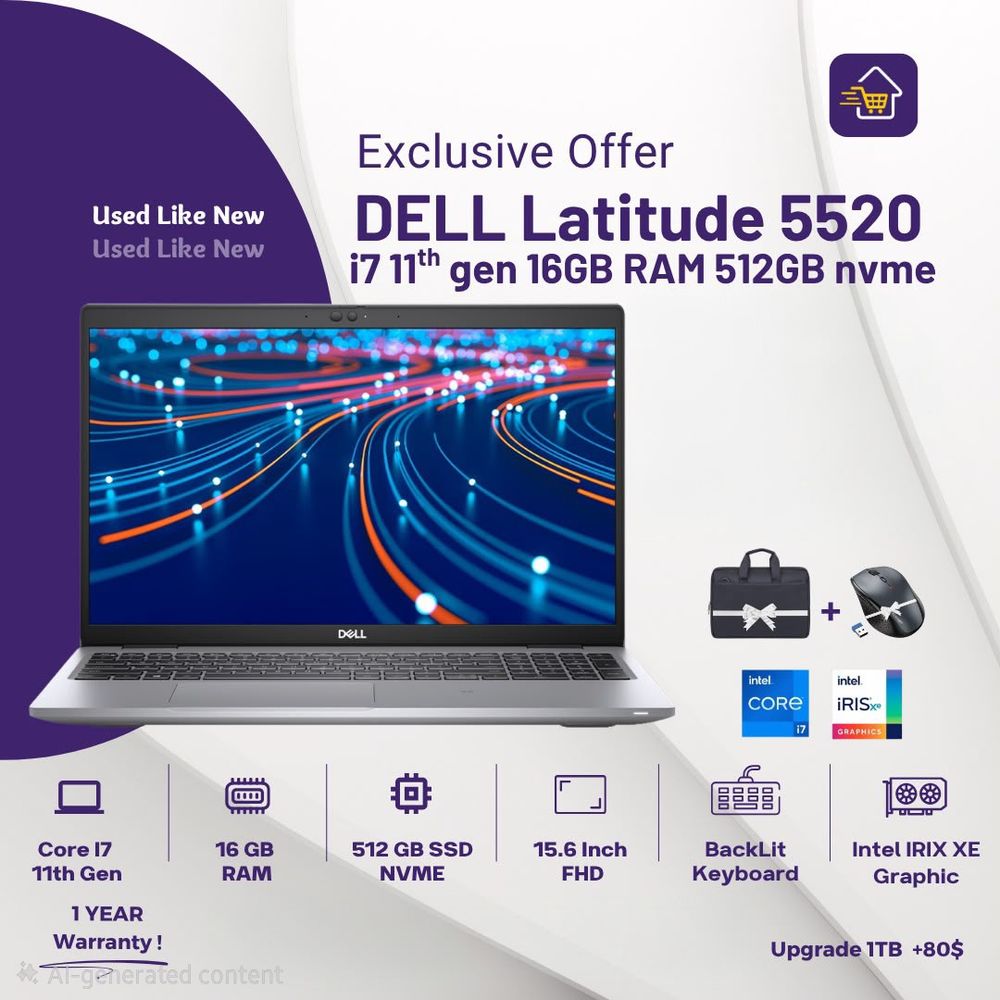 Exclusive Offer
Used Like New
Used Like New
DELL Latitude 5520
i7 11th gen 16GB RAM 512GB nvme
DELL
intel.
CORE
i7
intel.
iRISxe
GRAPHICS
Core I7
11th Gen
16 GB
RAM
512 GB SSD
NVME
15.6 Inch
FHD
BackLit
Keyboard
Intel IRIX XE
Graphic
1 YEAR
Warranty !
Upgrade 1TB +80$
AI-generated content